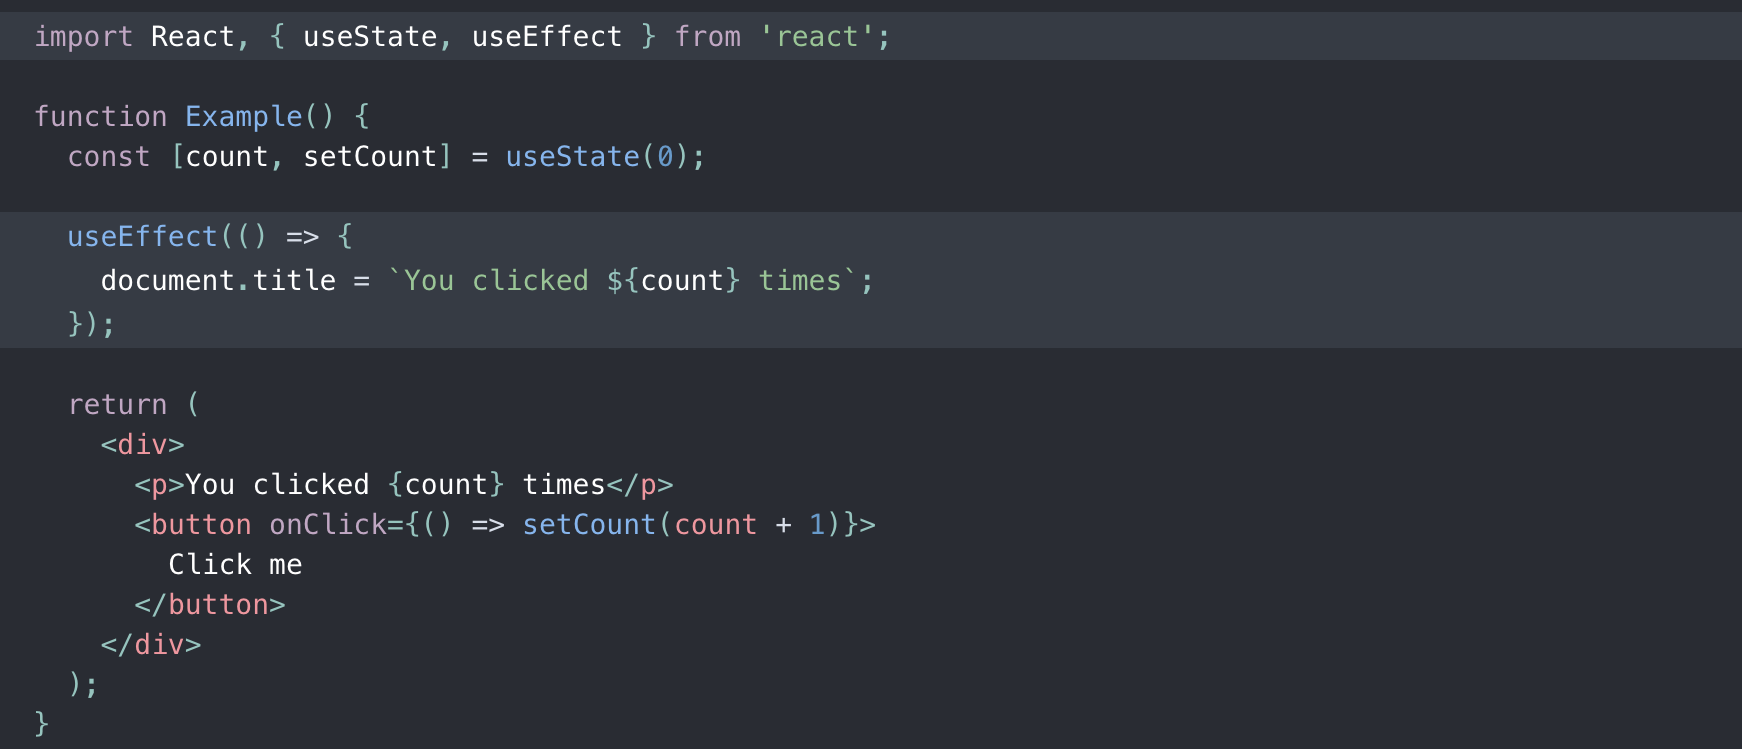 import React, { useState, useEffect } from 'react';
function Example() {
  const [count, setCount] = useState(0);
  useEffect(() => {
    document.title = `You clicked ${count} times`;
  });
  return (
    <div>
      <p>You clicked {count} times</p>
      <button onClick={() => setCount(count + 1)}>
        Click me
      </button>
    </div>
  );
}